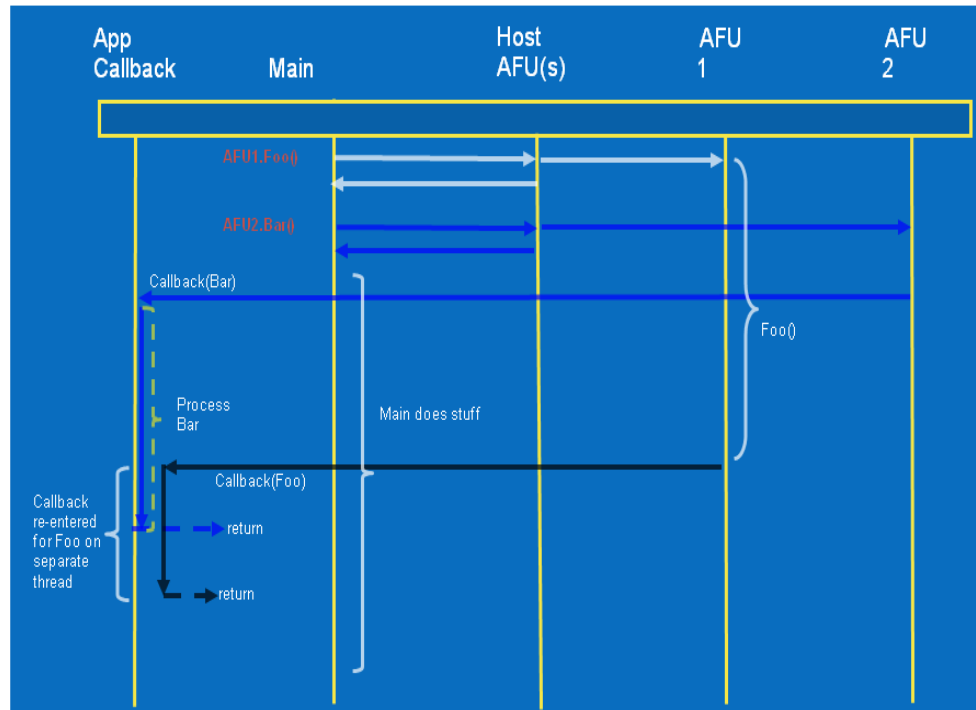 App
Callback
Main
Host
AFU(s)
AFU
1
AFU
2
AFU1.Foo()
AFU2.Bar()
Callback(Bar)
Foo()
Process
Bar
Main does stuff
Callback(Foo)
Callback
re-entered
for Foo on
separate
thread
return
return